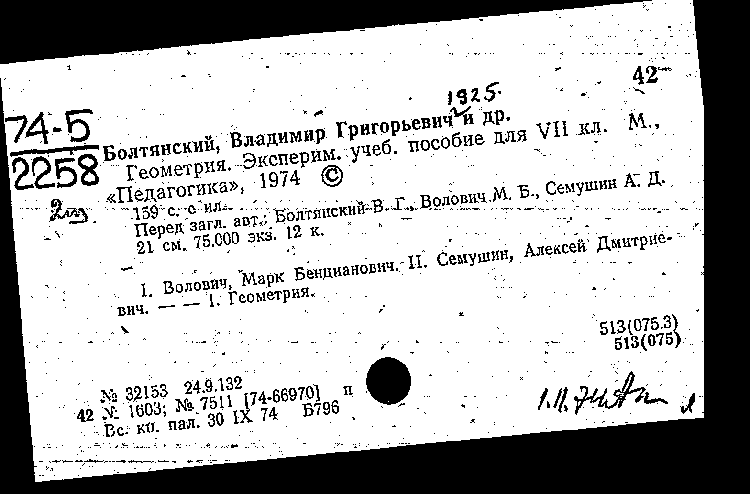 42
1925.
74-5
2258
2
Болтянский, Владимир Григорьевич и др.
Геометрия. Эксперим. учеб. пособие для VII кл. М.,
«Педагогика», 1974 ©
159 с. с ил.
Перед загл. авт.: Болтянский В. Г., Волович М. Б., Семушин А. Д.
21 см. 75.000 экз. 12 к.
I. Волович, Марк Бенцианович. II. Семушин, Алексей Дмитрие-
вич. — — 1. Геометрия.
513(075.3)
513(075)
№ 32153 24.9.132
42 № 1603; № 7511 [74-66970] п
Вс. кн. пал. 30 IX 74 Б796